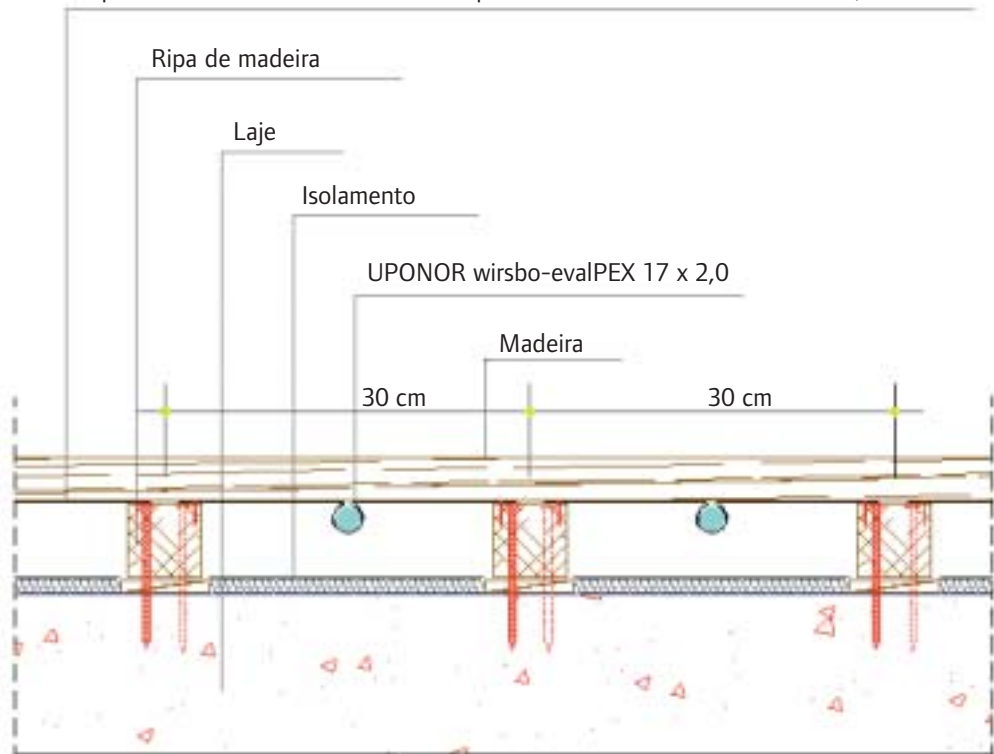 Ripa de madeira
Laje
Isolamento
UPONOR wirsbo-evalPEX 17 x 2,0
Madeira
30 cm
30 cm